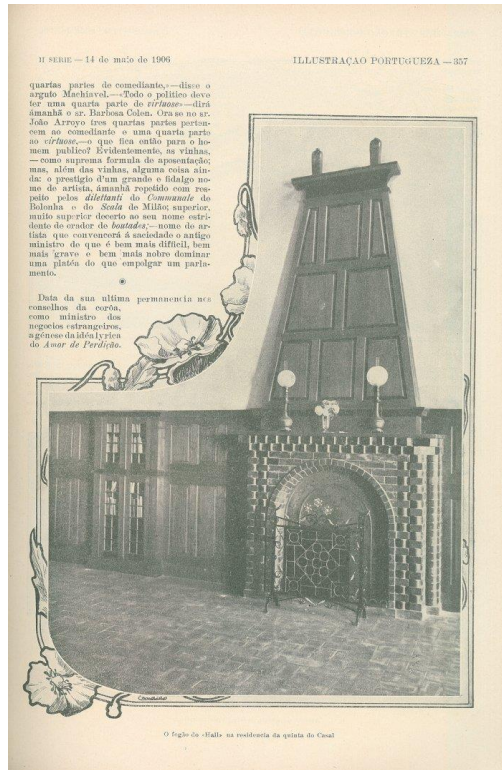 II SERIE — 14 de maio de 1906
ILLUSTRAÇÃO PORTUGUEZA — 357
quartas partes de comediante,» — disse o
arguto Machiavel. — «Todo o politico deve
ter uma quarta parte de virtuose» — dirá
ámanhã o sr. Barbosa Colen. Ora se no sr.
João Arroyo tres quartas partes perten-
cem ao comediante e uma quarta parte
ao virtuose, — o que fica então para o ho-
mem publico? Evidentemente, as vinhas,
— como suprema formula de aposentação;
mas, além das vinhas, alguma coisa ain-
da: o prestigio d'um grande e fidalgo no-
me de artista, ámanhã repetido com res-
peito pelos dilettanti do Communale de
Bolonha e do Scala de Milão; superior,
muito superior decerto ao seu nome estri-
dente de orador de boutades; — nome de ar-
tista que convencerá á saciedade o antigo
ministro de que é bem mais difficil, bem
mais grave e bem mais nobre dominar
uma platéa do que empolgar um parla-
mento.
Data da sua ultima permanencia nos
conselhos da corôa,
como ministro dos
negocios estrangeiros,
a génese da idéa lyrica
do Amor de Perdição.
O fogão do «Hall» na residencia da quinta do Casal